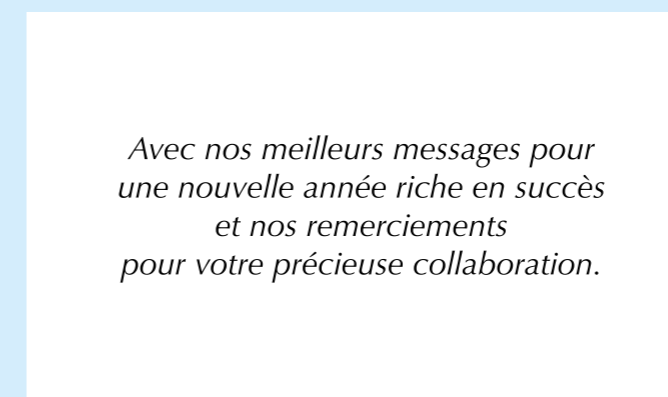 Avec nos meilleurs messages pour
une nouvelle année riche en succès
et nos remerciements
pour votre précieuse collaboration.